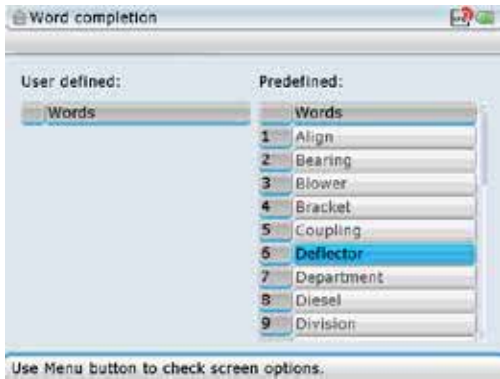 Word completion
User defined:
Words
Predefined:
Words
1 Align
2 Bearing
3 Blower
4 Bracket
5 Coupling
6 Deflector
7 Department
8 Diesel
9 Division
Use Menu button to check screen options.